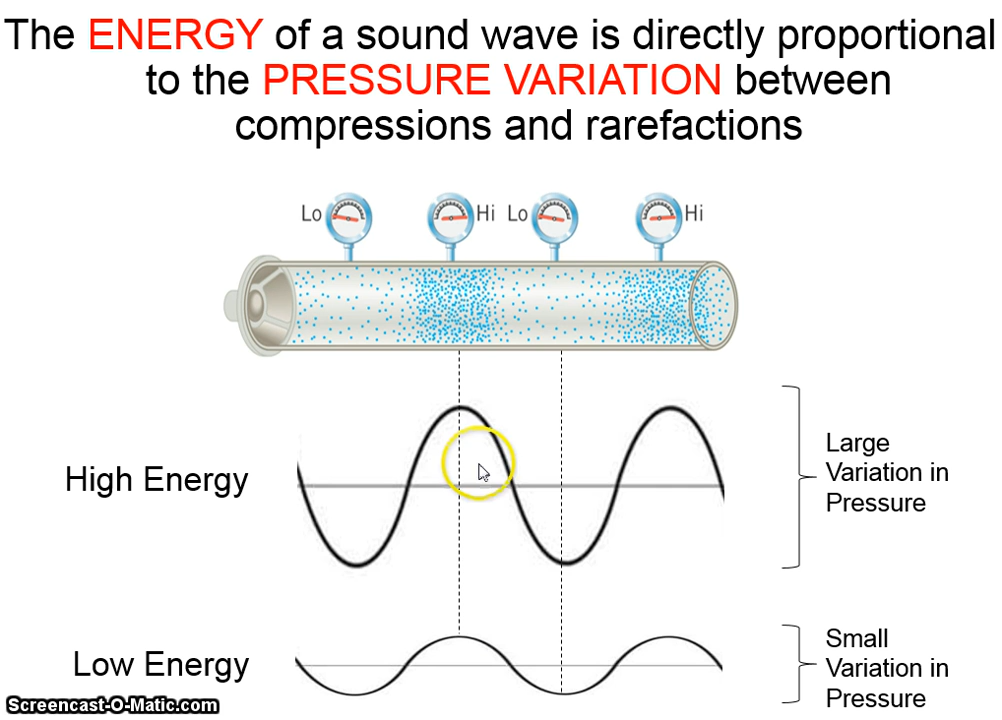 The ENERGY of a sound wave is directly proportional
to the PRESSURE VARIATION between
compressions and rarefactions
Lo
Hi
Lo
Hi
High Energy
Large
Variation in
Pressure
Low Energy
Small
Variation in
Pressure
Screencast-O-Matic.com